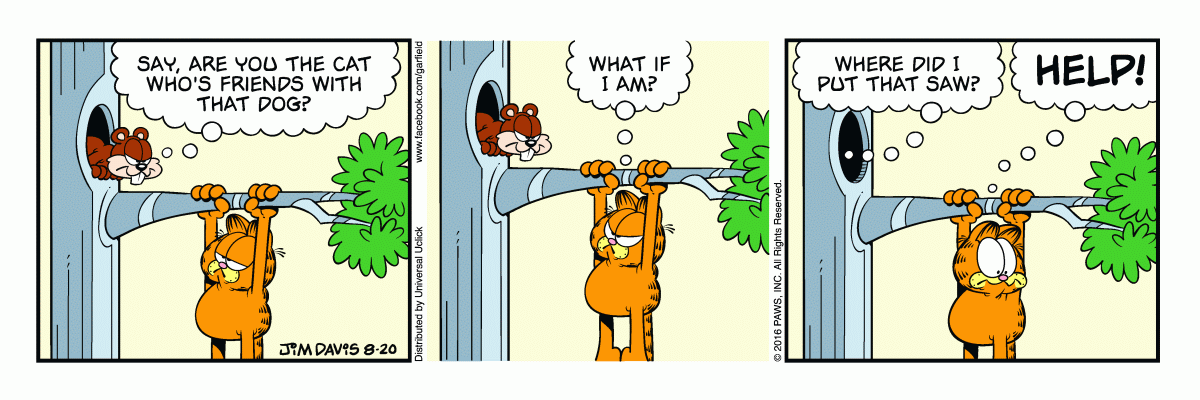 SAY, ARE YOU THE CAT
WHO'S FRIENDS WITH
THAT DOG?
JIM DAVIS 8-20
www.facebook.com/garfield
Distributed by Universal Uclick
WHAT IF
I AM?
© 2016 PAWS, INC. All Rights Reserved.
WHERE DID I
PUT THAT SAW?
HELP!